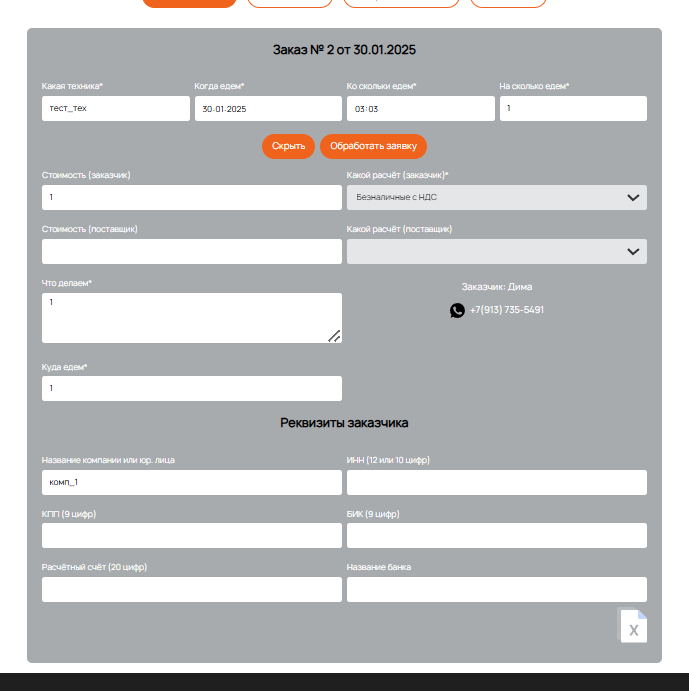 Заказ № 2 от 30.01.2025
Какая техника* Когда едем* Ко скольки едем* На сколько едем*
тест_тех 30.01.2025 03:03 1
Скрыть Обработать заявку
Стоимость (заказчик) Какой расчёт (заказчик)*
1 Безналичные с НДС
Стоимость (поставщик) Какой расчёт (поставщик)
Что делаем*
1
Заказчик: Дима
+7(913) 735-5491
Куда едем*
1
Реквизиты заказчика
Название компании или юр. лица ИНН (12 или 10 цифр)
комп_1
КПП (9 цифр) БИК (9 цифр)
Расчётный счёт (20 цифр) Название банка
X